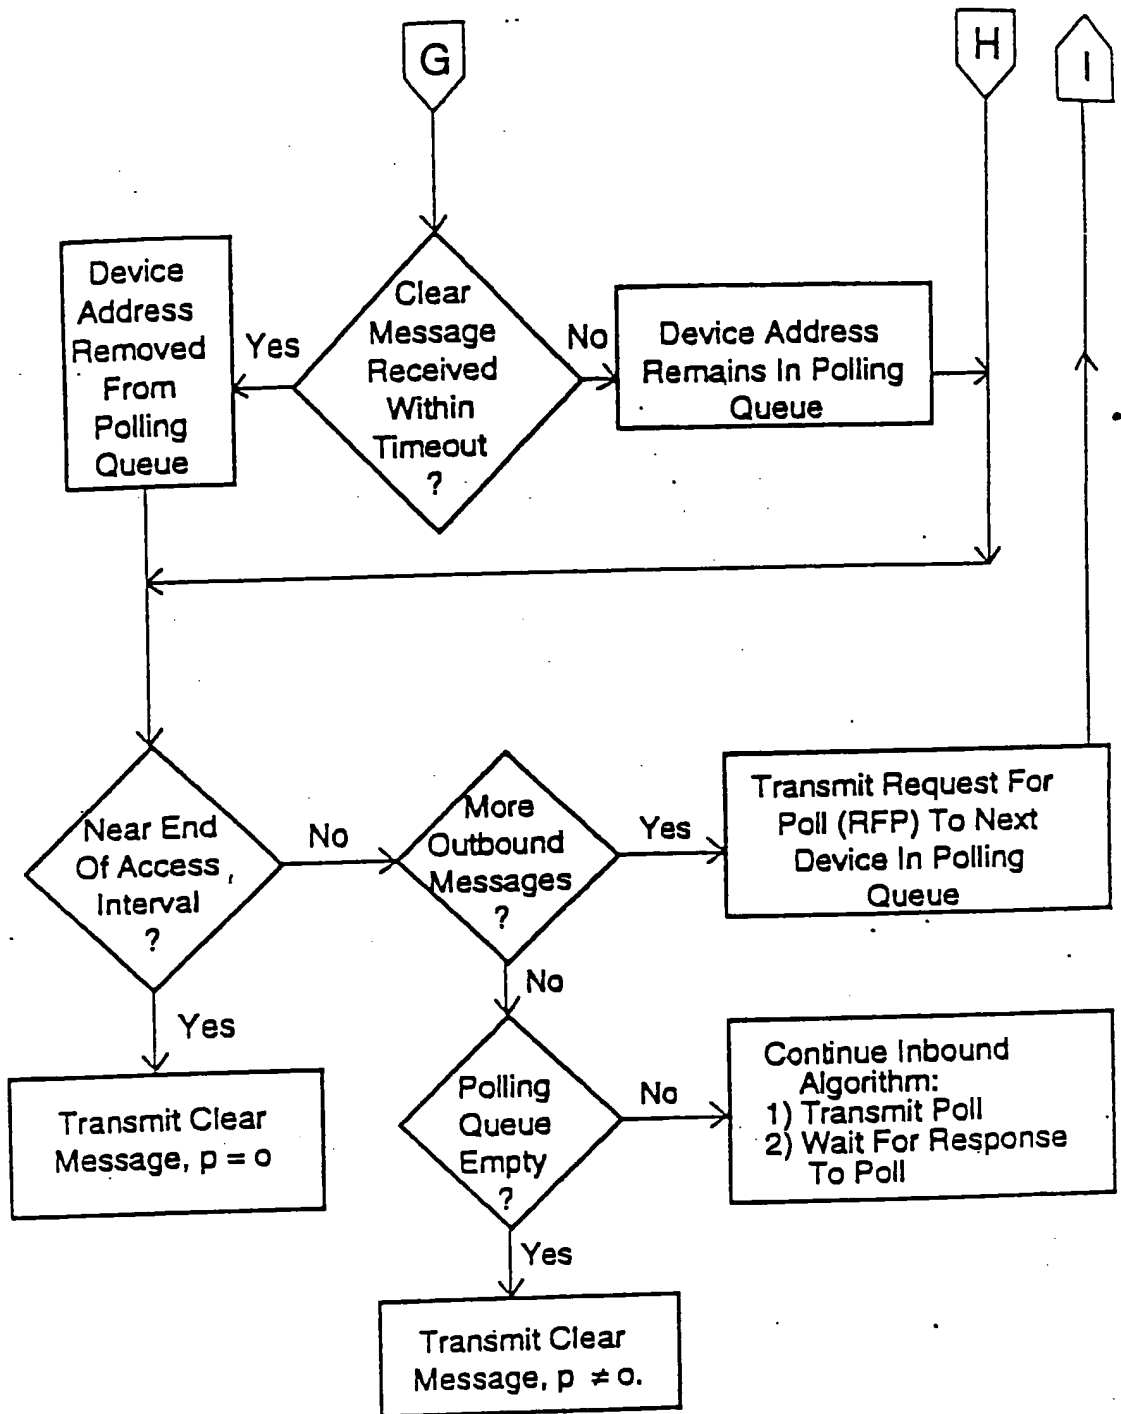 G
H
I
Device
Address
Removed
From
Polling
Queue
Yes
Clear
Message
Received
Within
Timeout
?
No
Device Address
Remains In Polling
Queue
Near End
Of Access
Interval
?
No
More
Outbound
Messages
?
Yes
Transmit Request For
Poll (RFP) To Next
Device In Polling
Queue
Yes
No
Transmit Clear
Message, p = o
Polling
Queue
Empty
?
No
Continue Inbound
Algorithm:
1) Transmit Poll
2) Wait For Response
To Poll
Yes
Transmit Clear
Message, p ≠ o.